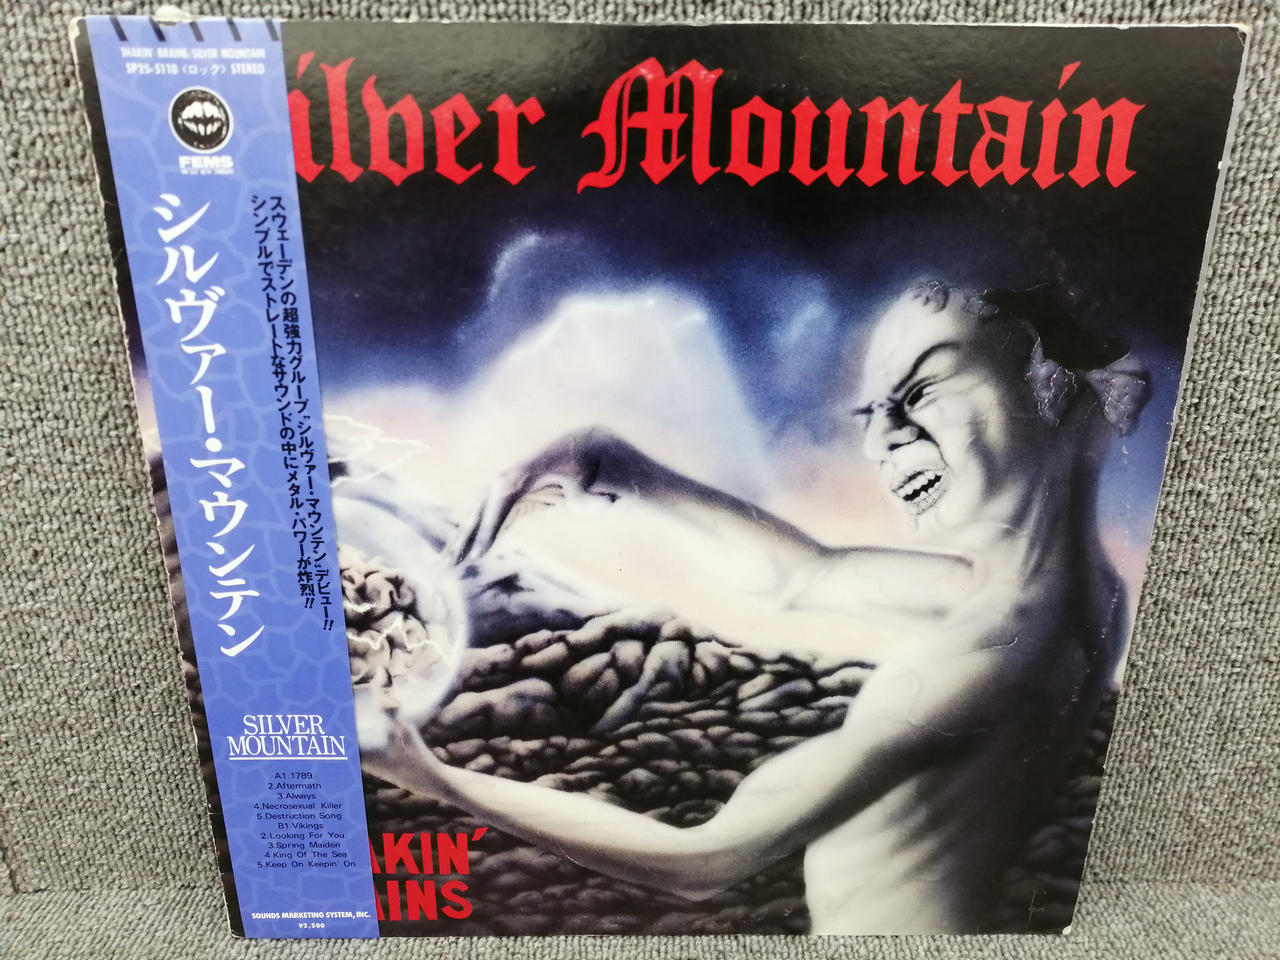 SHAKIN' BRAINS/SILVER MOUNTAIN
SP25-5110〈ロック〉STEREO
FEMS
シルヴァー・マウンテン
スウェーデンの超強力グループ“シルヴァー・マウンテン”デビュー!!
シンプルでストレートなサウンドの中にメタル・パワーが炸烈!!
SILVER
MOUNTAIN
A1.1789
2.Aftermath
3.Always
4.Necrosexual Killer
5.Destruction Song
B1.Vikings
2.Looking For You
3.Spring Maiden
4.King Of The Sea
5.Keep On Keepin' On
SOUNDS MARKETING SYSTEM, INC.
¥2,500
ilver Mountain
AKIN'
AINS